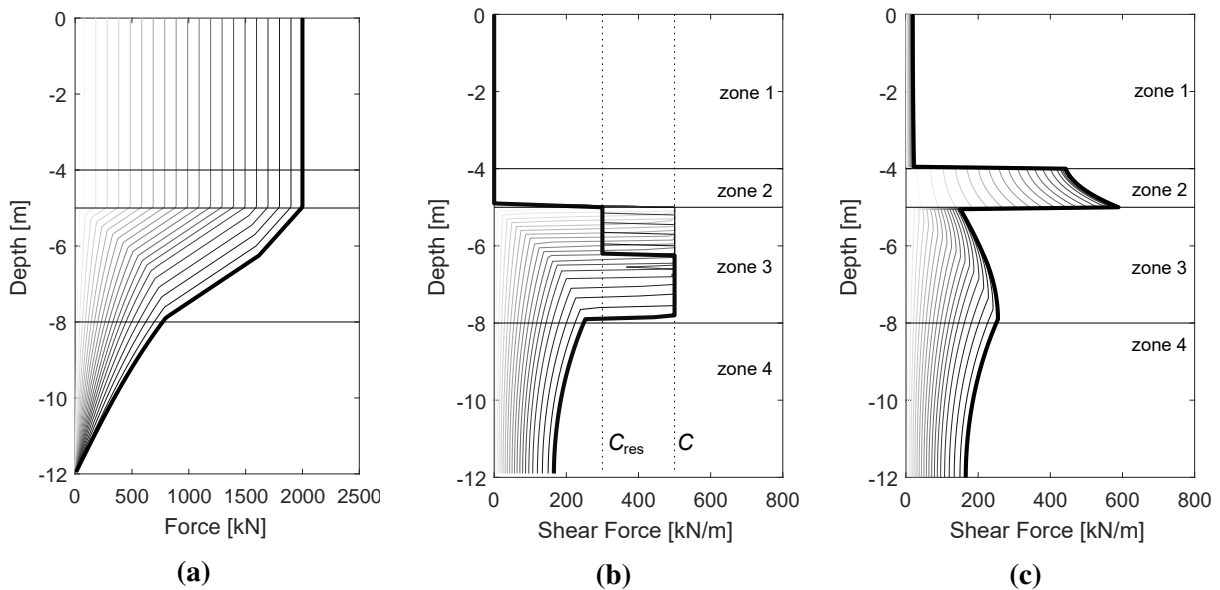 0
-2
-4
-6
-8
-10
-12
Depth [m]
0 500 1000 1500 2000 2500
Force [kN]
(a)
0
-2
-4
-6
-8
-10
-12
Depth [m]
zone 1
zone 2
zone 3
zone 4
Cres
C
0 200 400 600 800
Shear Force [kN/m]
(b)
0
-2
-4
-6
-8
-10
-12
Depth [m]
zone 1
zone 2
zone 3
zone 4
0 200 400 600 800
Shear Force [kN/m]
(c)